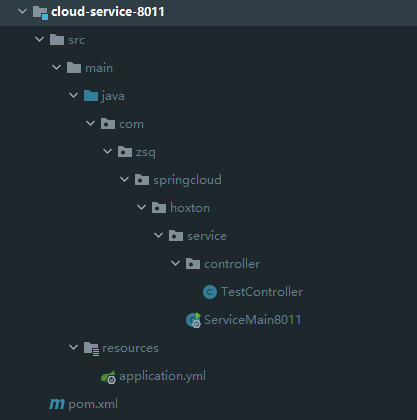 cloud-service-8011
src
main
java
com
zsq
springcloud
hoxton
service
controller
TestController
ServiceMain8011
resources
application.yml
pom.xml